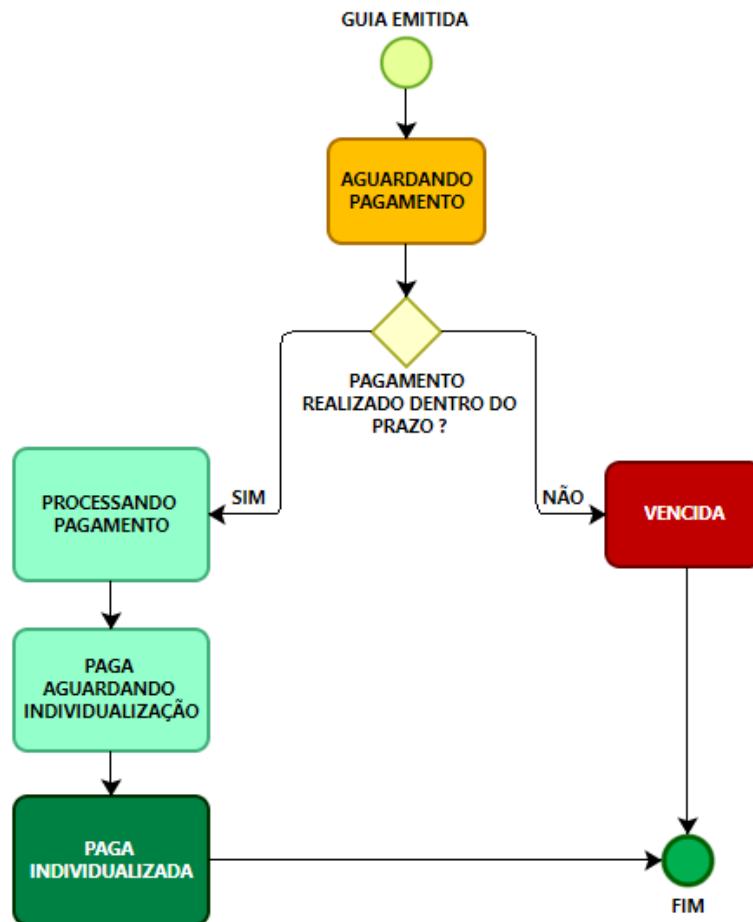 GUIA EMITIDA
AGUARDANDO
PAGAMENTO
PAGAMENTO
REALIZADO DENTRO DO
PRAZO ?
SIM
NÃO
PROCESSANDO
PAGAMENTO
VENCIDA
PAGA
AGUARDANDO
INDIVIDUALIZAÇÃO
PAGA
INDIVIDUALIZADA
FIM